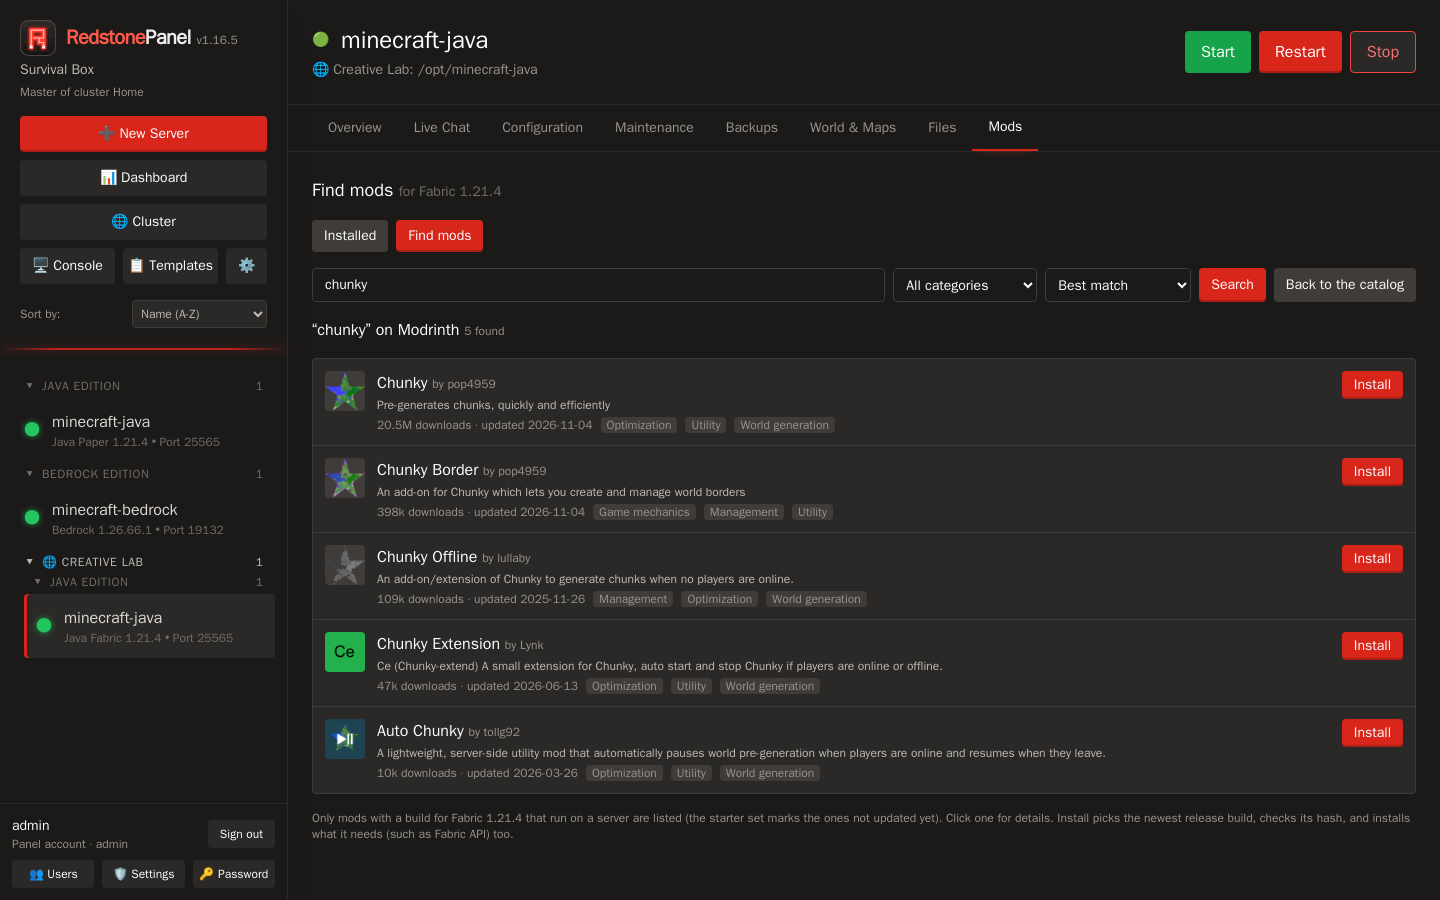 RedstonePanel v1.16.5
Survival Box
Master of cluster Home
New Server
Dashboard
Cluster
Console
Templates
Sort by:
Name (A-Z)
JAVA EDITION 1
minecraft-java
Java Paper 1.21.4 • Port 25565
BEDROCK EDITION 1
minecraft-bedrock
Bedrock 1.26.66.1 • Port 19132
CREATIVE LAB 1
JAVA EDITION 1
minecraft-java
Java Fabric 1.21.4 • Port 25565
admin
Panel account · admin
Sign out
Users
Settings
Password
minecraft-java
Creative Lab: /opt/minecraft-java
Start
Restart
Stop
Overview
Live Chat
Configuration
Maintenance
Backups
World & Maps
Files
Mods
Find mods for Fabric 1.21.4
Installed
Find mods
chunky
All categories
Best match
Search
Back to the catalog
“chunky” on Modrinth 5 found
Chunky by pop4959
Install
Pre-generates chunks, quickly and efficiently
20.5M downloads · updated 2026-11-04 Optimization Utility World generation
Chunky Border by pop4959
Install
An add-on for Chunky which lets you create and manage world borders
398k downloads · updated 2026-11-04 Game mechanics Management Utility
Chunky Offline by lullaby
Install
An add-on/extension of Chunky to generate chunks when no players are online.
109k downloads · updated 2025-11-26 Management Optimization World generation
Ce
Chunky Extension by Lynk
Install
Ce (Chunky-extend) A small extension for Chunky, auto start and stop Chunky if players are online or offline.
47k downloads · updated 2026-06-13 Optimization Utility World generation
Auto Chunky by tollg92
Install
A lightweight, server-side utility mod that automatically pauses world pre-generation when players are online and resumes when they leave.
10k downloads · updated 2026-03-26 Optimization Utility World generation
Only mods with a build for Fabric 1.21.4 that run on a server are listed (the starter set marks the ones not updated yet). Click one for details. Install picks the newest release build, checks its hash, and installs
what it needs (such as Fabric API) too.